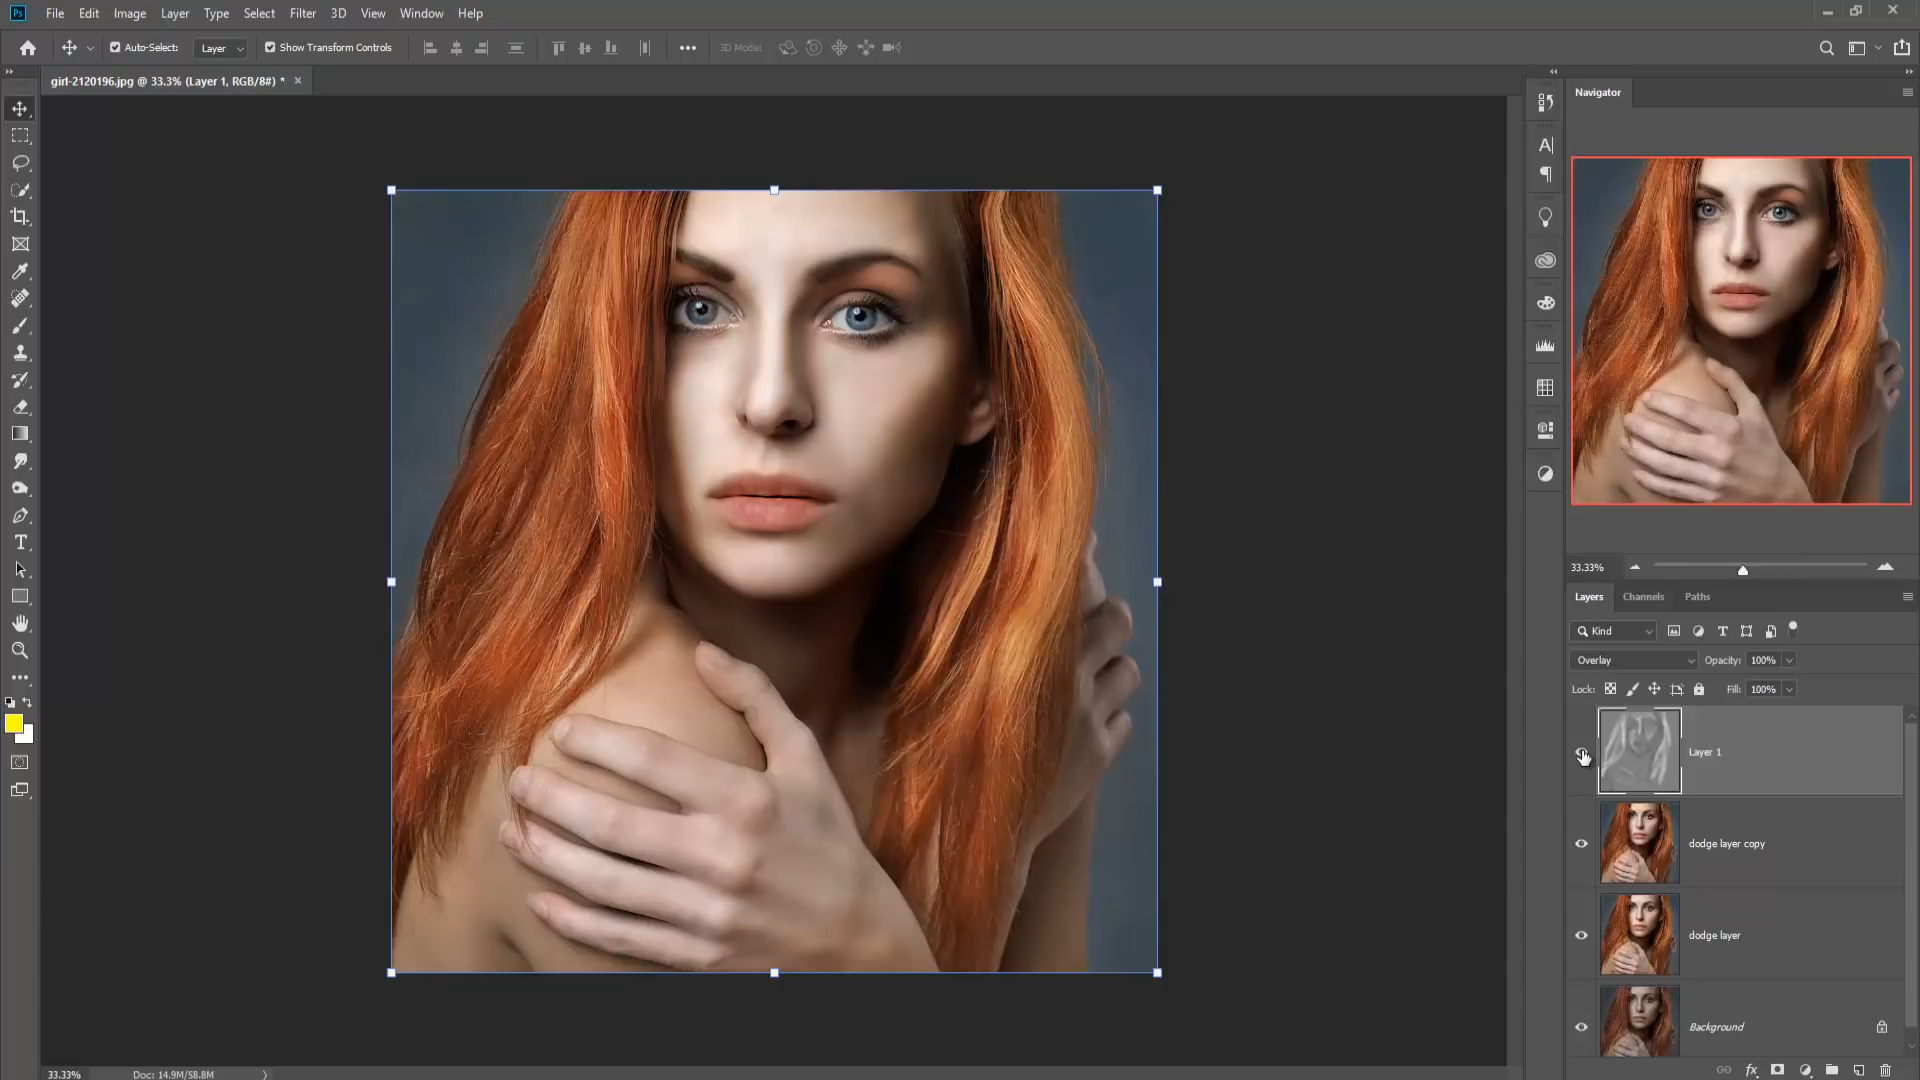 Ps File Edit Image Layer Type Select Filter 3D View Window Help
Auto-Select: Layer Show Transform Controls 3D Mode:
girl-2120196.jpg @ 33.3% (Layer 1, RGB/8#) * ×
Navigator
33.33%
Layers Channels Paths
Kind
Overlay Opacity: 100%
Lock: Fill: 100%
Layer 1
dodge layer copy
dodge layer
Background
33.33% Doc: 14.9M/58.8M